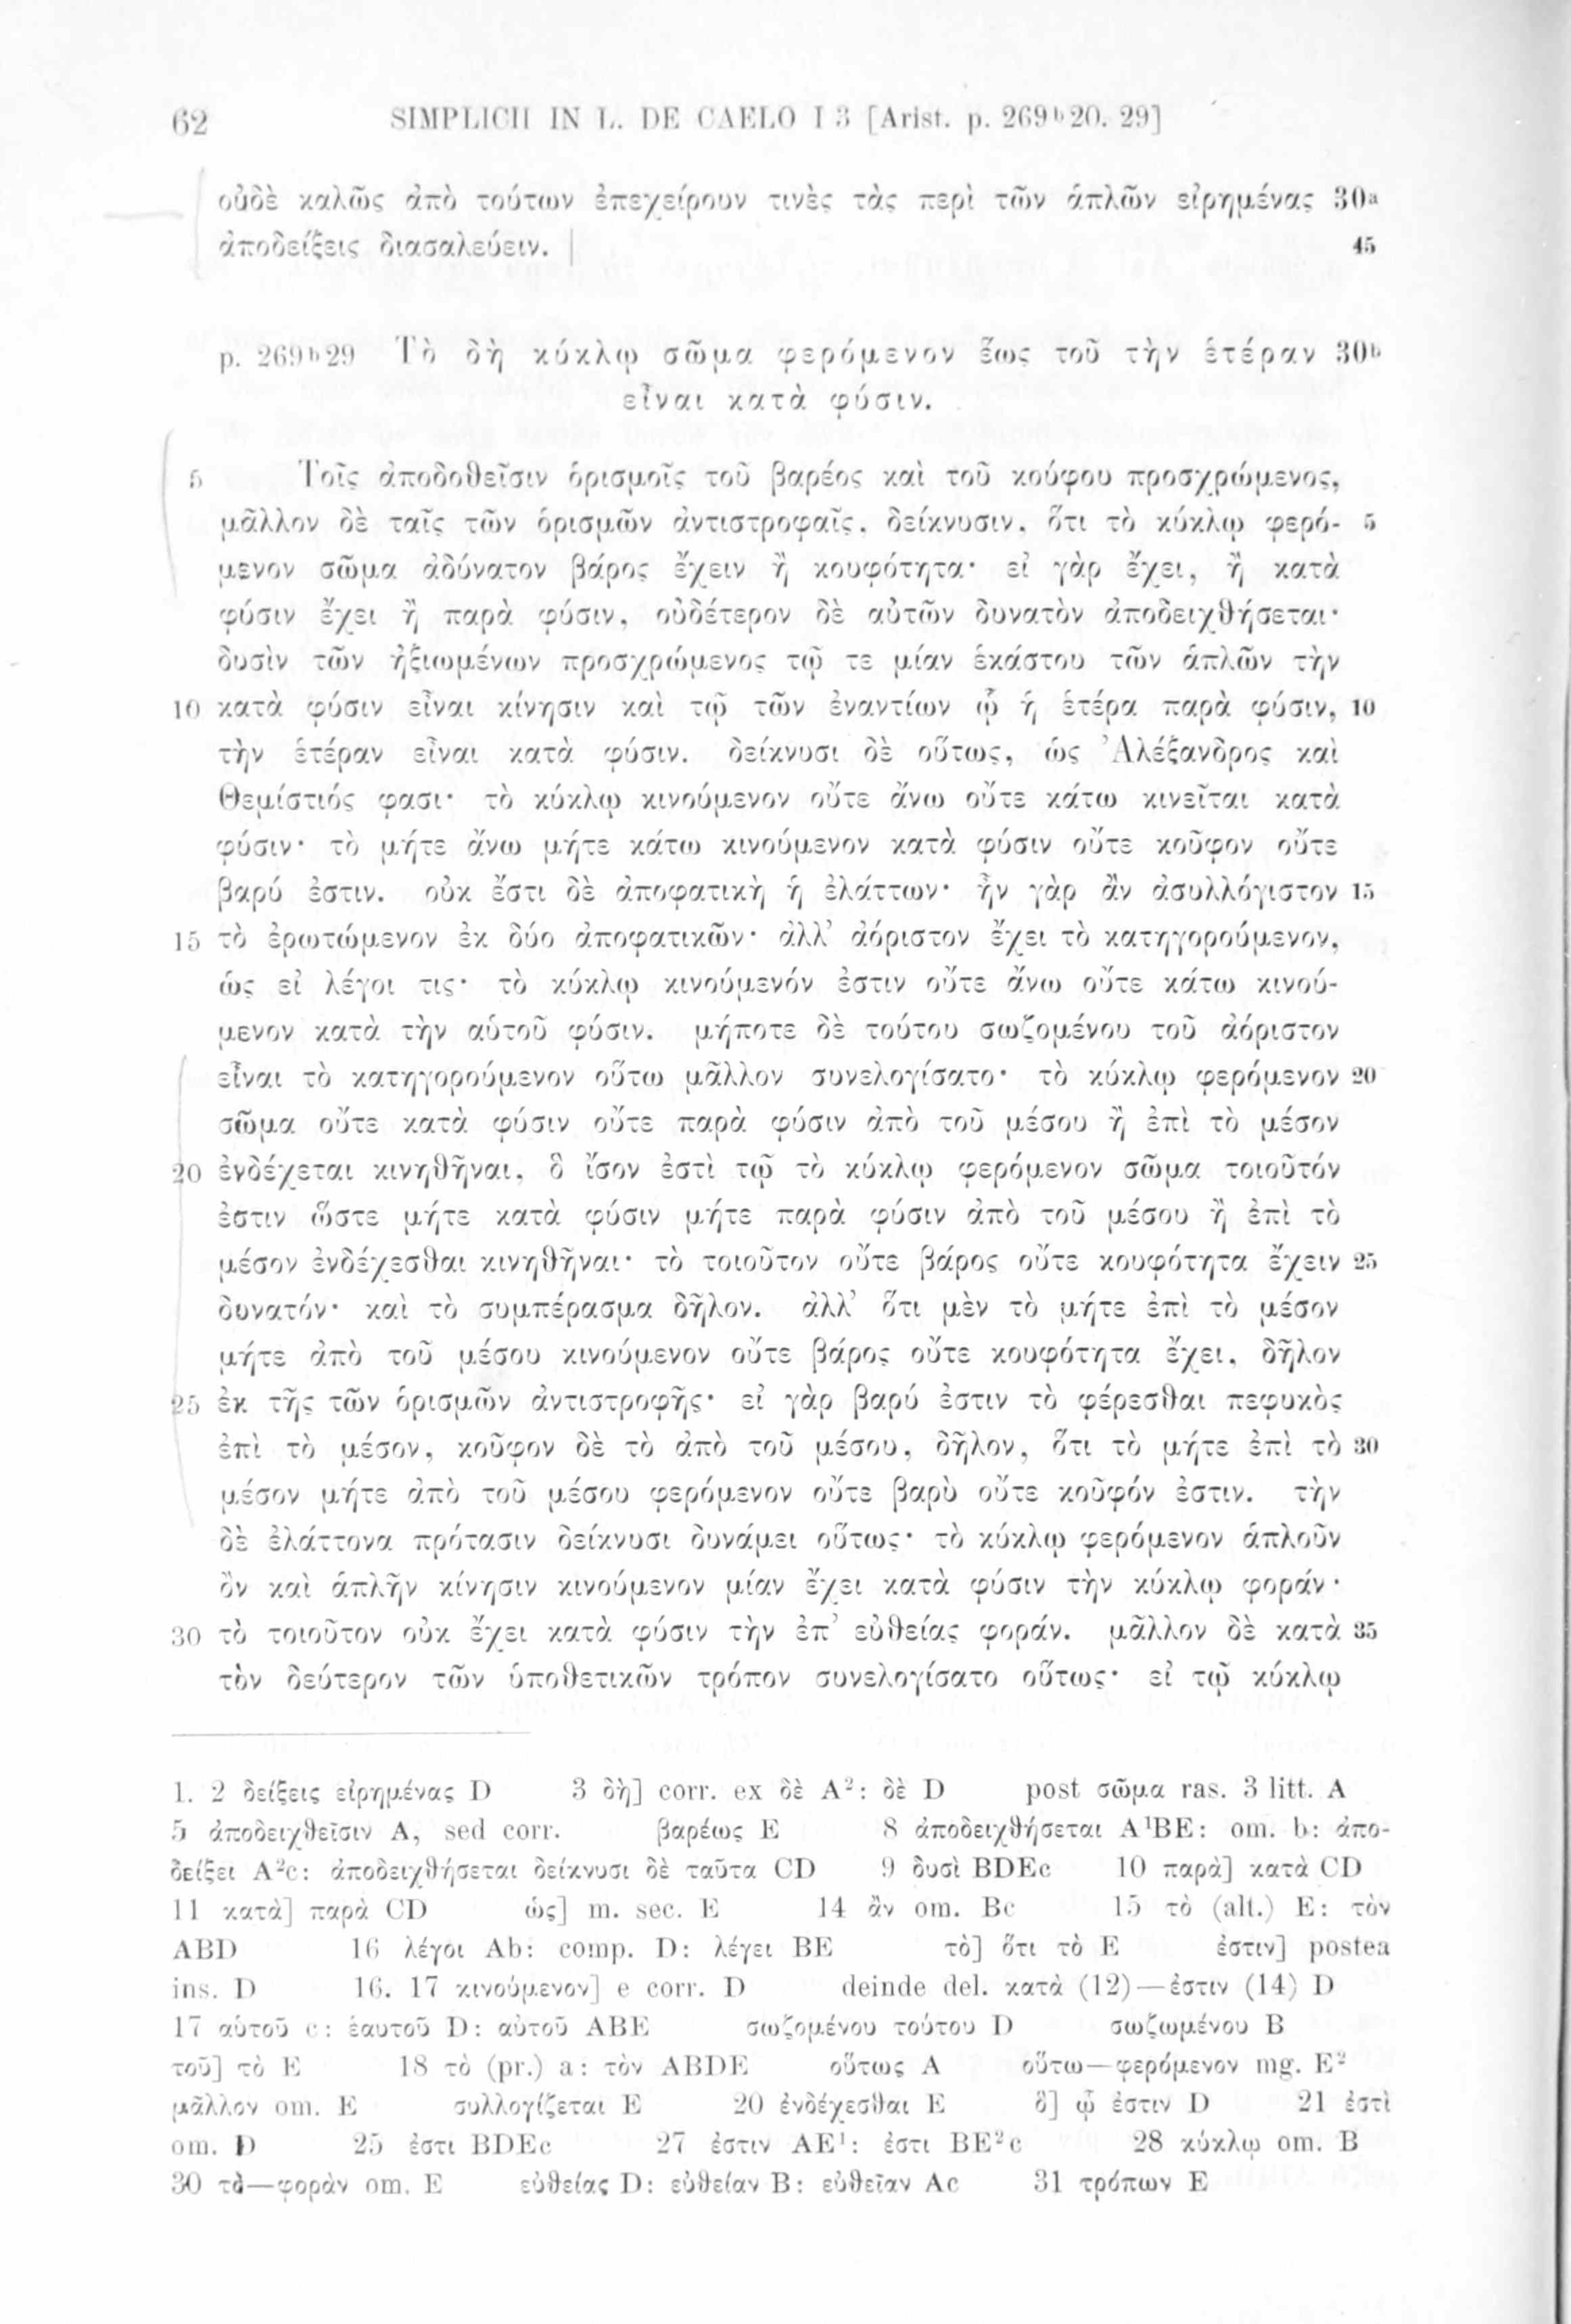 62 SIMPLICII IN L. DE CAELO I 3 [Arist. p. 269ᵇ20. 29]
οὐδὲ καλῶς ἀπὸ τούτων ἐπεχείρουν τινὲς τὰς περὶ τῶν ἁπλῶν εἰρημένας 30ᵃ
ἀποδείξεις διασαλεύειν. | 45
p. 269ᵇ29 Τὸ δὴ κύκλῳ σῶμα φερόμενον ἕως τοῦ τὴν ἑτέραν 30ᵇ
εἶναι κατὰ φύσιν.
5 Τοῖς ἀποδοθεῖσιν ὁρισμοῖς τοῦ βαρέος καὶ τοῦ κούφου προσχρώμενος,
μᾶλλον δὲ ταῖς τῶν ὁρισμῶν ἀντιστροφαῖς, δείκνυσιν, ὅτι τὸ κύκλῳ φερό- 5
μενον σῶμα ἀδύνατον βάρος ἔχειν ἢ κουφότητα· εἰ γὰρ ἔχει, ἢ κατὰ
φύσιν ἔχει ἢ παρὰ φύσιν, οὐδέτερον δὲ αὐτῶν δυνατὸν ἀποδειχθήσεται·
δυσὶν τῶν ἠξιωμένων προσχρώμενος τῷ τε μίαν ἑκάστου τῶν ἁπλῶν τὴν
10 κατὰ φύσιν εἶναι κίνησιν καὶ τῷ τῶν ἐναντίων ᾧ ἡ ἑτέρα παρὰ φύσιν, 10
τὴν ἑτέραν εἶναι κατὰ φύσιν. δείκνυσι δὲ οὕτως, ὡς Ἀλέξανδρος καὶ
Θεμίστιός φασι· τὸ κύκλῳ κινούμενον οὔτε ἄνω οὔτε κάτω κινεῖται κατὰ
φύσιν· τὸ μήτε ἄνω μήτε κάτω κινούμενον κατὰ φύσιν οὔτε κοῦφον οὔτε
βαρύ ἐστιν. οὐκ ἔστι δὲ ἀποφατικὴ ἡ ἐλάττων· ἦν γὰρ ἂν ἀσυλλόγιστον 15
15 τὸ ἐρωτώμενον ἐκ δύο ἀποφατικῶν· ἀλλ’ ἀόριστον ἔχει τὸ κατηγορούμενον,
ὡς εἰ λέγοι τις· τὸ κύκλῳ κινούμενόν ἐστιν οὔτε ἄνω οὔτε κάτω κινού-
μενον κατὰ τὴν αὑτοῦ φύσιν. μήποτε δὲ τούτου σωζομένου τοῦ ἀόριστον
εἶναι τὸ κατηγορούμενον οὕτω μᾶλλον συνελογίσατο· τὸ κύκλῳ φερόμενον 20
σῶμα οὔτε κατὰ φύσιν οὔτε παρὰ φύσιν ἀπὸ τοῦ μέσου ἢ ἐπὶ τὸ μέσον
20 ἐνδέχεται κινηθῆναι, ὃ ἴσον ἐστὶ τῷ τὸ κύκλῳ φερόμενον σῶμα τοιοῦτόν
ἐστιν ὥστε μήτε κατὰ φύσιν μήτε παρὰ φύσιν ἀπὸ τοῦ μέσου ἢ ἐπὶ τὸ
μέσον ἐνδέχεσθαι κινηθῆναι· τὸ τοιοῦτον οὔτε βάρος οὔτε κουφότητα ἔχειν 25
δυνατόν· καὶ τὸ συμπέρασμα δῆλον. ἀλλ’ ὅτι μὲν τὸ μήτε ἐπὶ τὸ μέσον
μήτε ἀπὸ τοῦ μέσου κινούμενον οὔτε βάρος οὔτε κουφότητα ἔχει, δῆλον
25 ἐκ τῆς τῶν ὁρισμῶν ἀντιστροφῆς· εἰ γὰρ βαρύ ἐστιν τὸ φέρεσθαι πεφυκὸς
ἐπὶ τὸ μέσον, κοῦφον δὲ τὸ ἀπὸ τοῦ μέσου, δῆλον, ὅτι τὸ μήτε ἐπὶ τὸ 30
μέσον μήτε ἀπὸ τοῦ μέσου φερόμενον οὔτε βαρὺ οὔτε κοῦφόν ἐστιν. τὴν
δὲ ἐλάττονα πρότασιν δείκνυσι δυνάμει οὕτως· τὸ κύκλῳ φερόμενον ἁπλοῦν
ὂν καὶ ἁπλῆν κίνησιν κινούμενον μίαν ἔχει κατὰ φύσιν τὴν κύκλῳ φοράν·
30 τὸ τοιοῦτον οὐκ ἔχει κατὰ φύσιν τὴν ἐπ’ εὐθείας φοράν. μᾶλλον δὲ κατὰ 35
τὸν δεύτερον τῶν ὑποθετικῶν τρόπον συνελογίσατο οὕτως· εἰ τῷ κύκλῳ
1. 2 δείξεις εἰρημένας D 3 δὴ] corr. ex δὲ A²: δὲ D post σῶμα ras. 3 litt. A
5 ἀποδειχθεῖσιν A, sed corr. βαρέως E 8 ἀποδειχθήσεται A¹BE: om. b: ἀπο-
δείξει A²c: ἀποδειχθήσεται δείκνυσι δὲ ταῦτα CD 9 δυσὶ BDEc 10 παρὰ] κατὰ CD
11 κατὰ] παρὰ CD ὡς] m. sec. E 14 ἂν om. Bc 15 τὸ (alt.) E: τὸν
ABD 16 λέγοι Ab: comp. D: λέγει BE τὸ] ὅτι τὸ E ἐστιν] postea
ins. D 16. 17 κινούμενον] e corr. D deinde del. κατὰ (12)—ἐστιν (14) D
17 αὑτοῦ c: ἑαυτοῦ D: αὐτοῦ ABE σωζομένου τούτου D σωζωμένου B
τοῦ] τὸ E 18 τὸ (pr.) a: τὸν ABDE οὕτως A οὕτω—φερόμενον mg. E²
μᾶλλον om. E συλλογίζεται E 20 ἐνδέχεσθαι E ὃ] ᾧ ἐστιν D 21 ἐστὶ
om. D 25 ἐστι BDEc 27 ἐστιν AE¹: ἐστι BE²c 28 κύκλῳ om. B
30 τὸ—φορὰν om. E εὐθείας D: εὐθείαν B: εὐθεῖαν Ac 31 τρόπων E